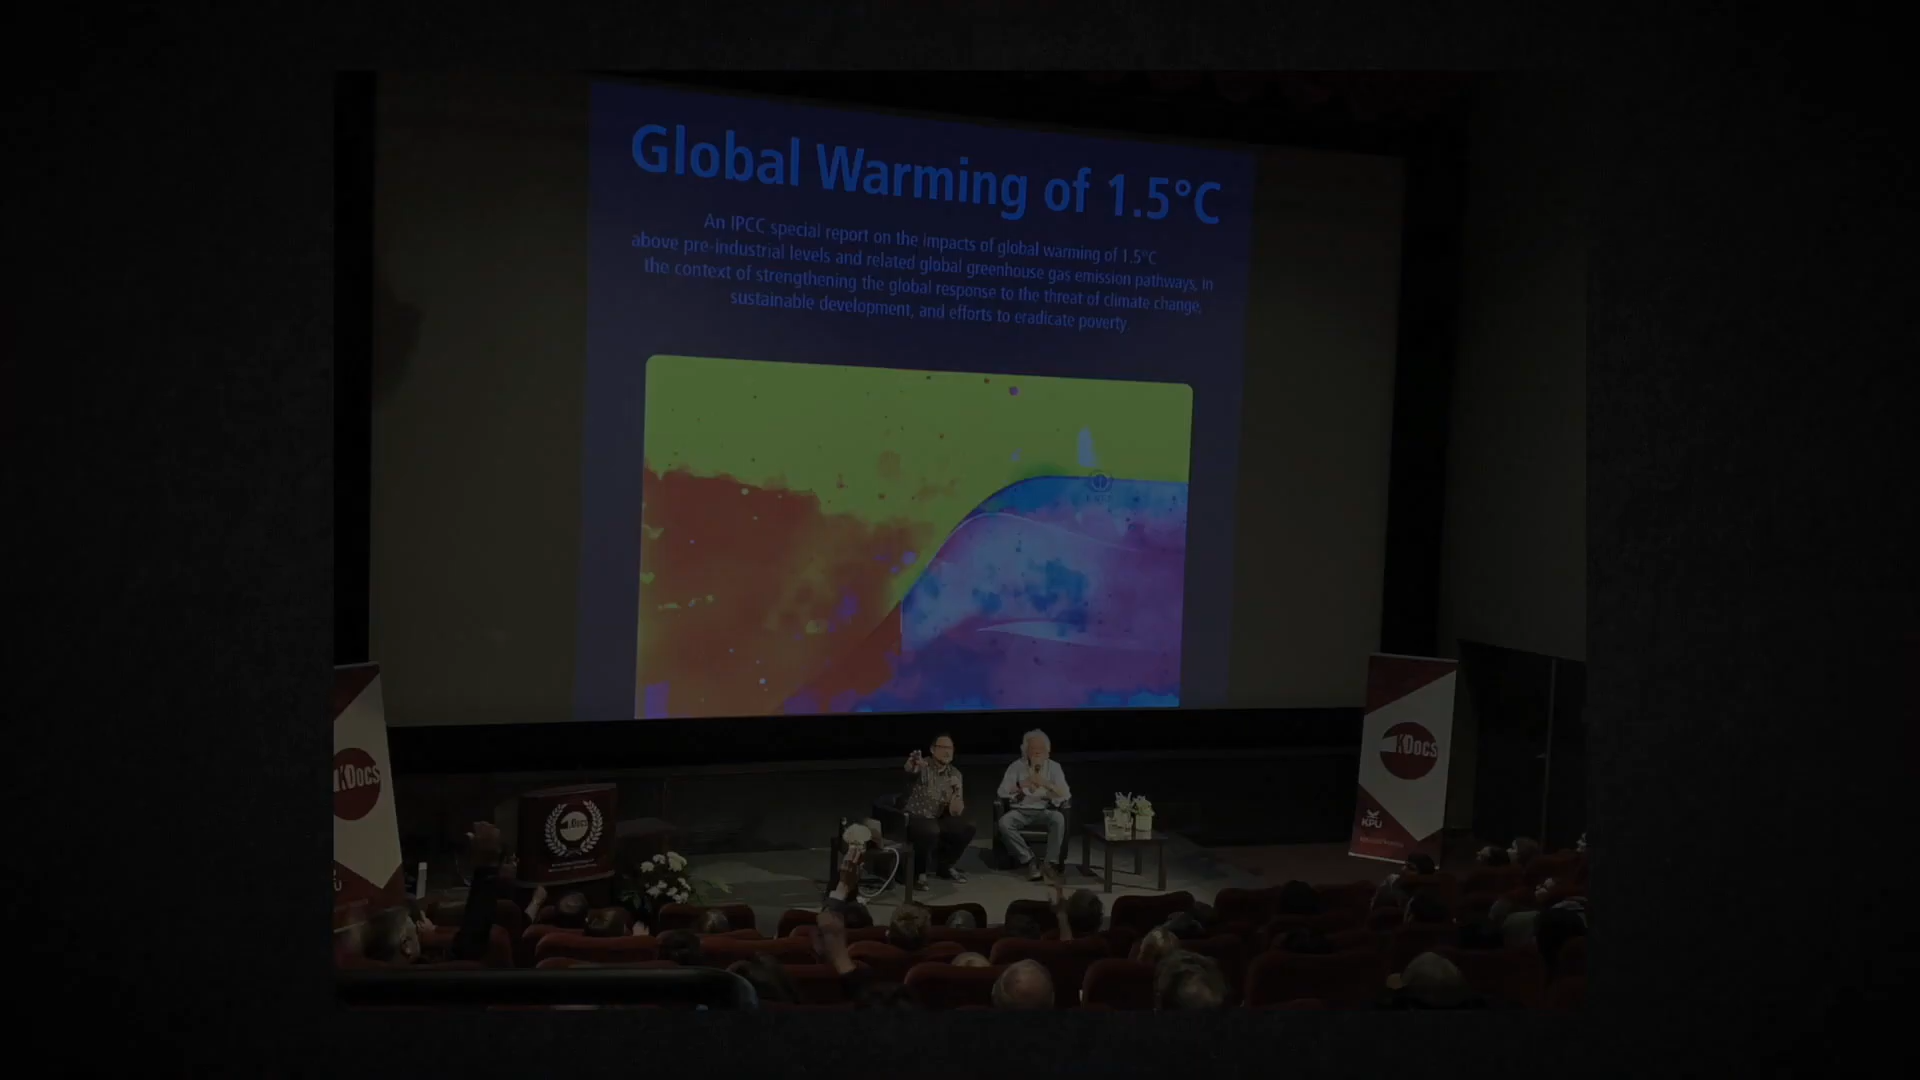 Global Warming of 1.5°C
An IPCC special report on the impacts of global warming of 1.5°C
above pre-industrial levels and related global greenhouse gas emission pathways, in
the context of strengthening the global response to the threat of climate change,
sustainable development, and efforts to eradicate poverty
KDocs
KDocs
KDocs
KPU